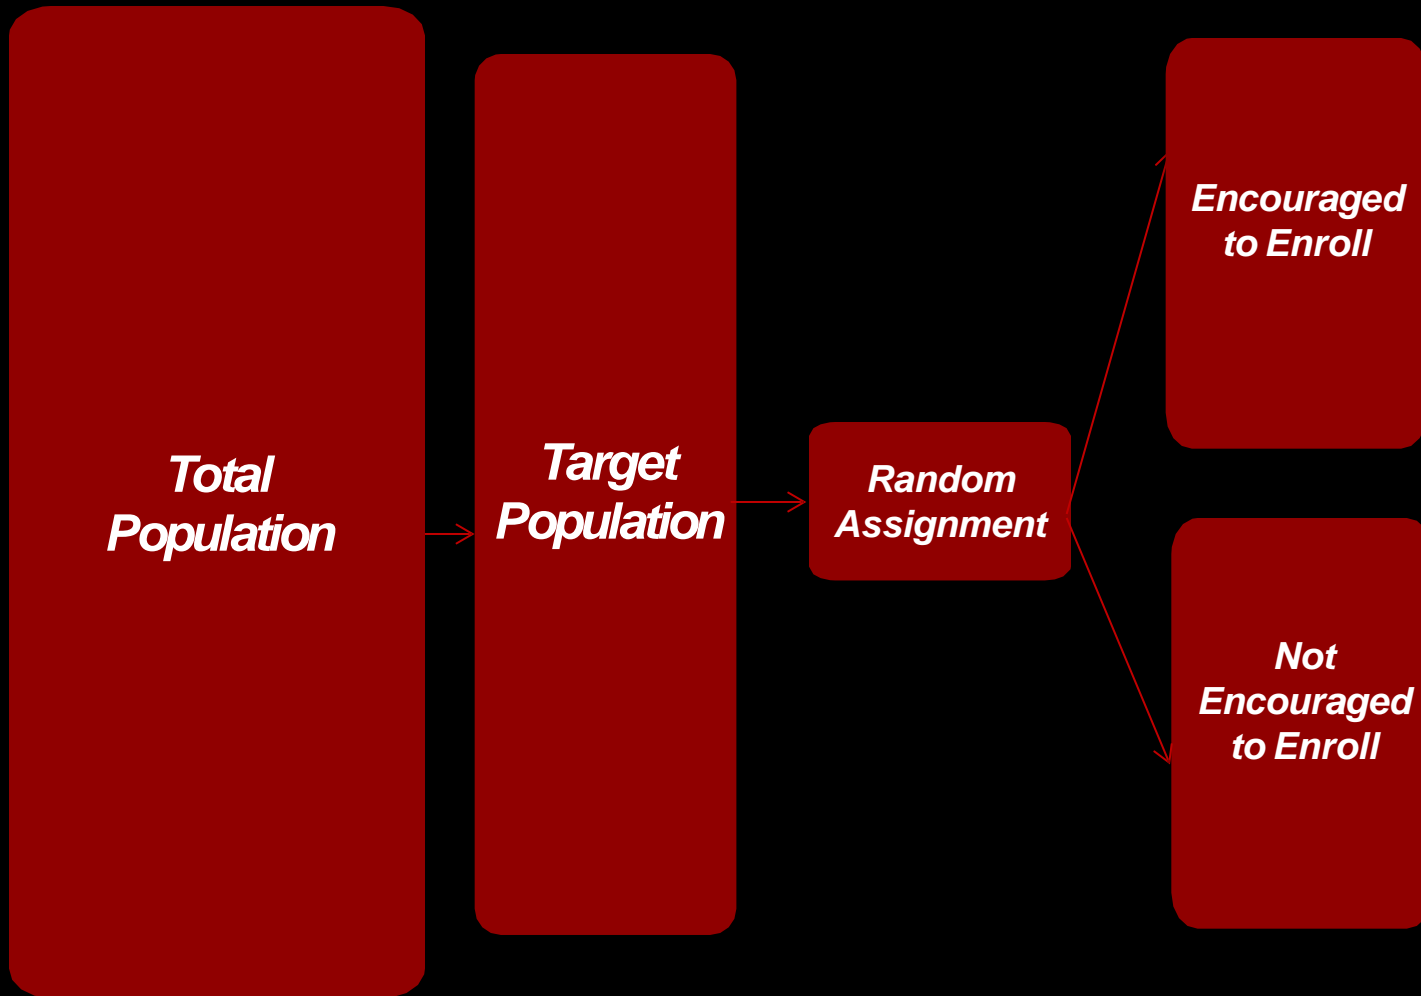 Total
Population
Target
Population
Random
Assignment
Encouraged
to Enroll
Not
Encouraged
to Enroll